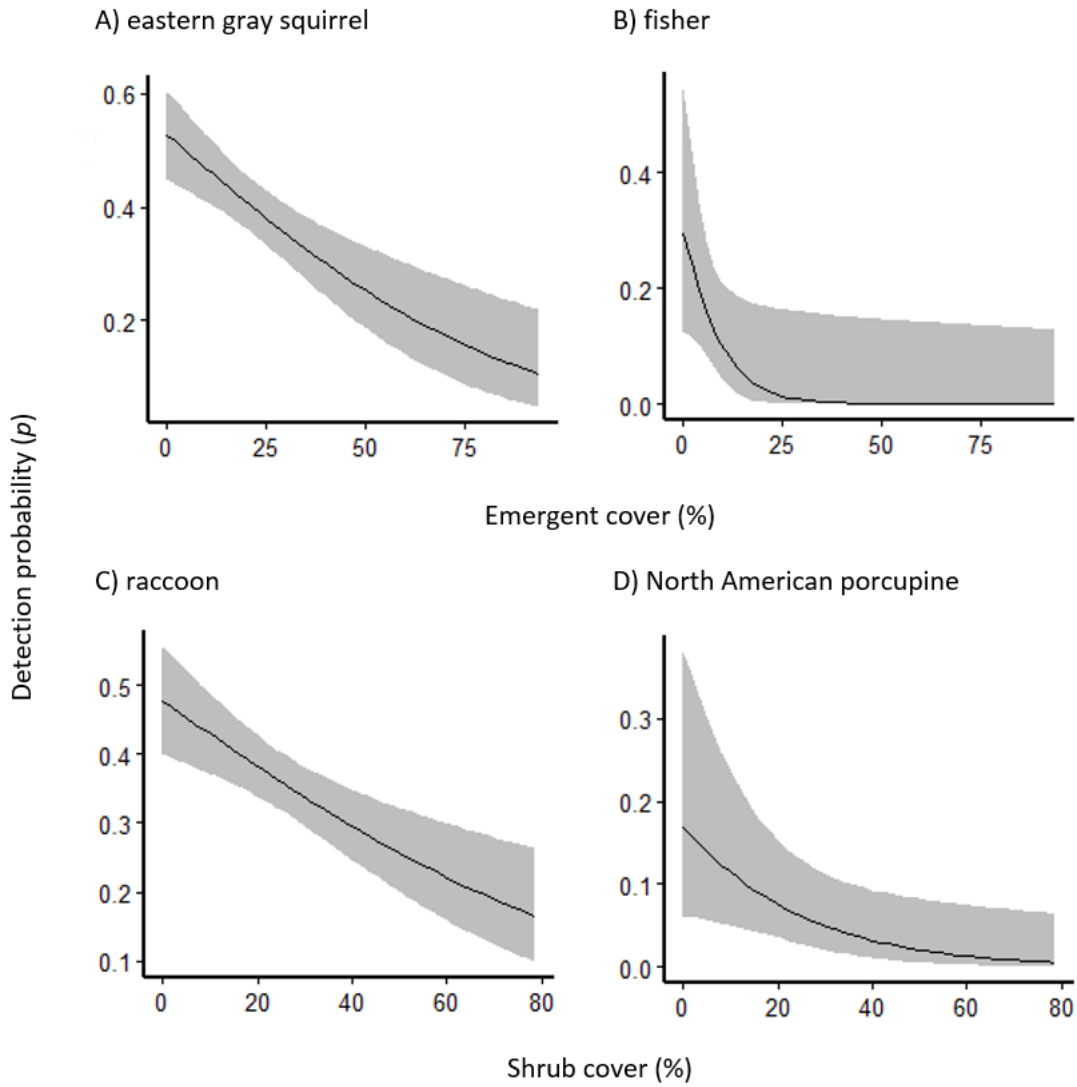 A) eastern gray squirrel
B) fisher
0.6
0.4
0.2
0 25 50 75
0.4
0.2
0.0
0 25 50 75
Emergent cover (%)
Detection probability (p)
C) raccoon
D) North American porcupine
0.5
0.4
0.3
0.2
0.1
0 20 40 60 80
0.3
0.2
0.1
0.0
0 20 40 60 80
Shrub cover (%)